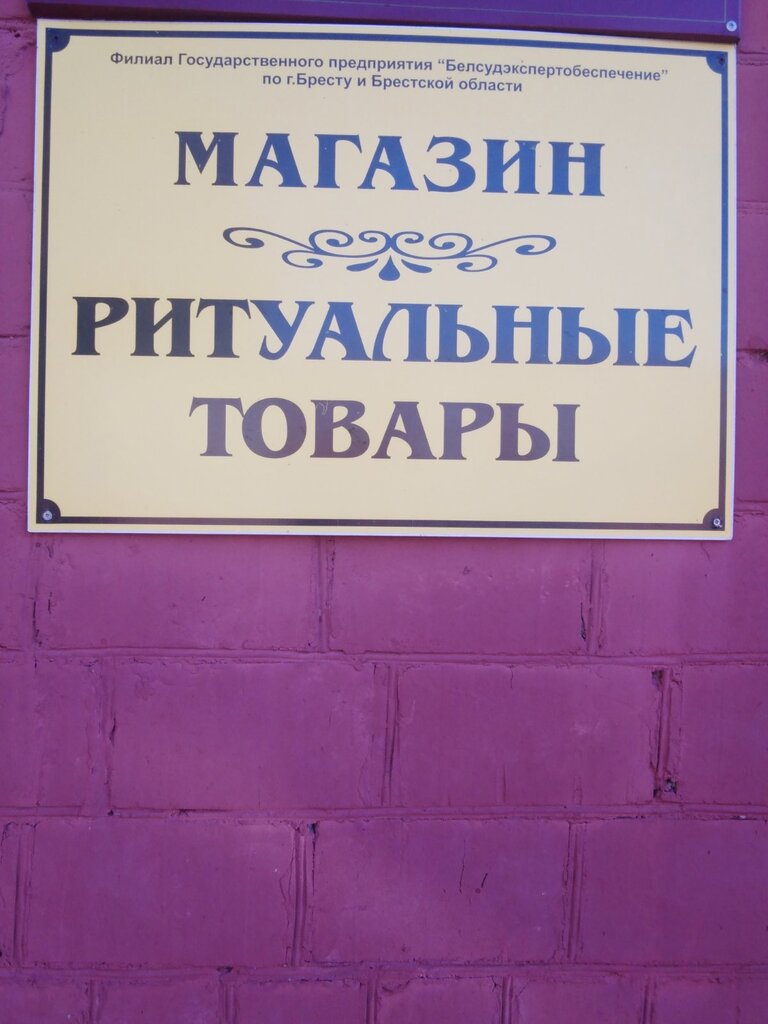 Филиал Государственного предприятия “Белсудэкспертобеспечение”
по г.Бресту и Брестской области
МАГАЗИН
РИТУАЛЬНЫЕ
ТОВАРЫ